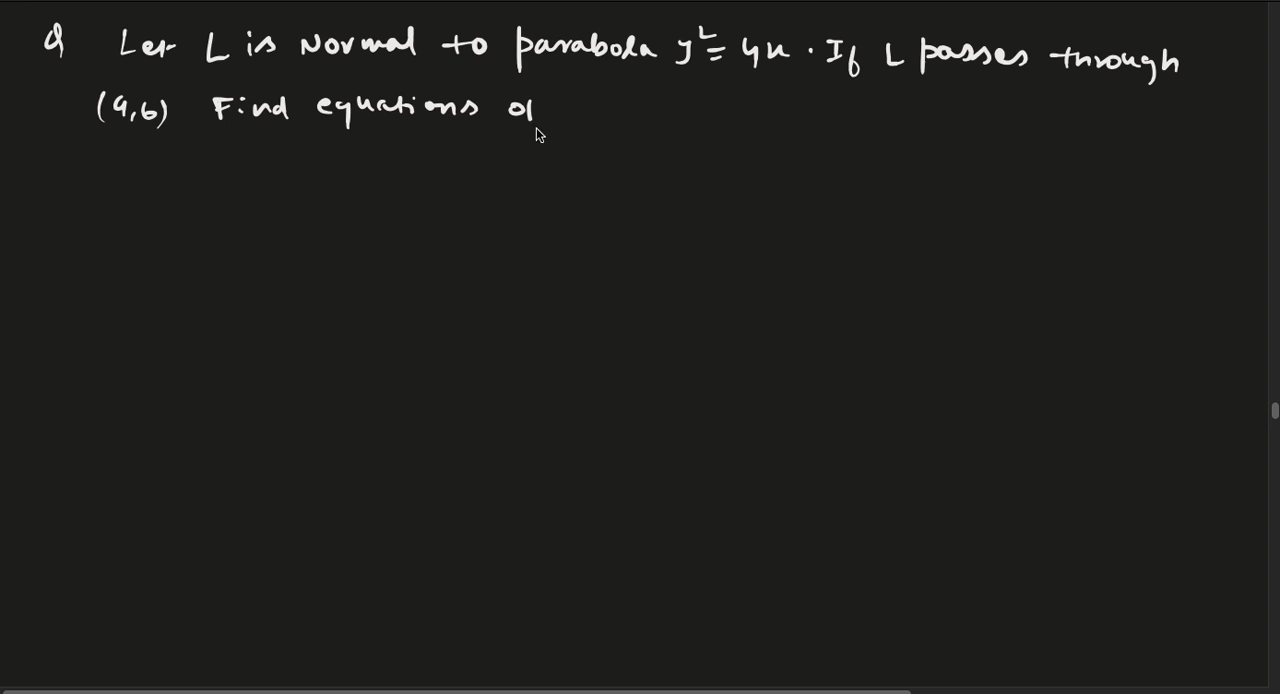 Q Let L is Normal to parabola y²= 4x . If L passes through
(9,6) Find equations of